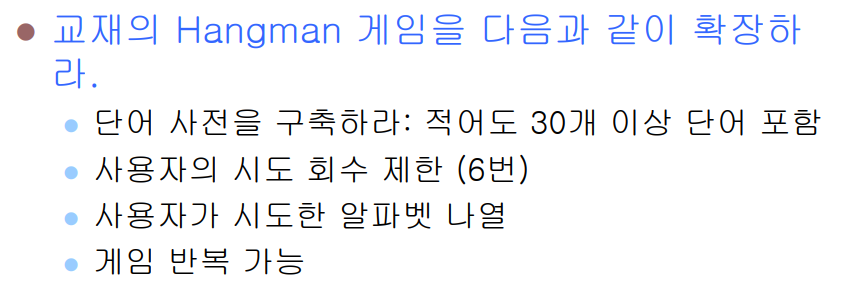 교재의 Hangman 게임을 다음과 같이 확장하
라.
단어 사전을 구축하라: 적어도 30개 이상 단어 포함
사용자의 시도 회수 제한 (6번)
사용자가 시도한 알파벳 나열
게임 반복 가능